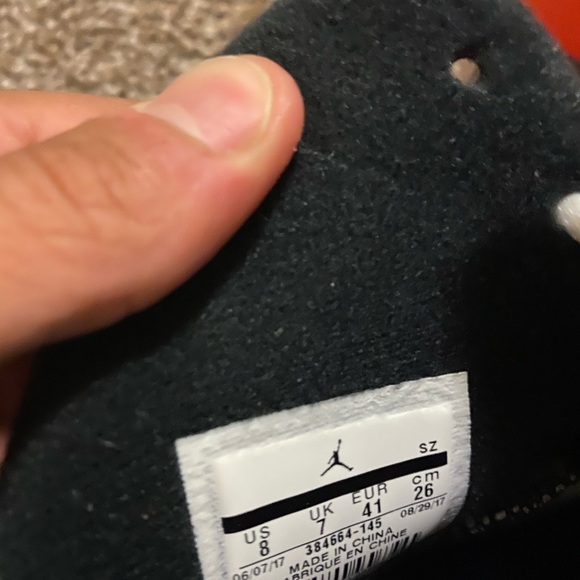 SZ
US UK EUR cm
8 7 41 26
06/07/17 384664-145 08/29/17
MADE IN CHINA
FABRIQUE EN CHINE